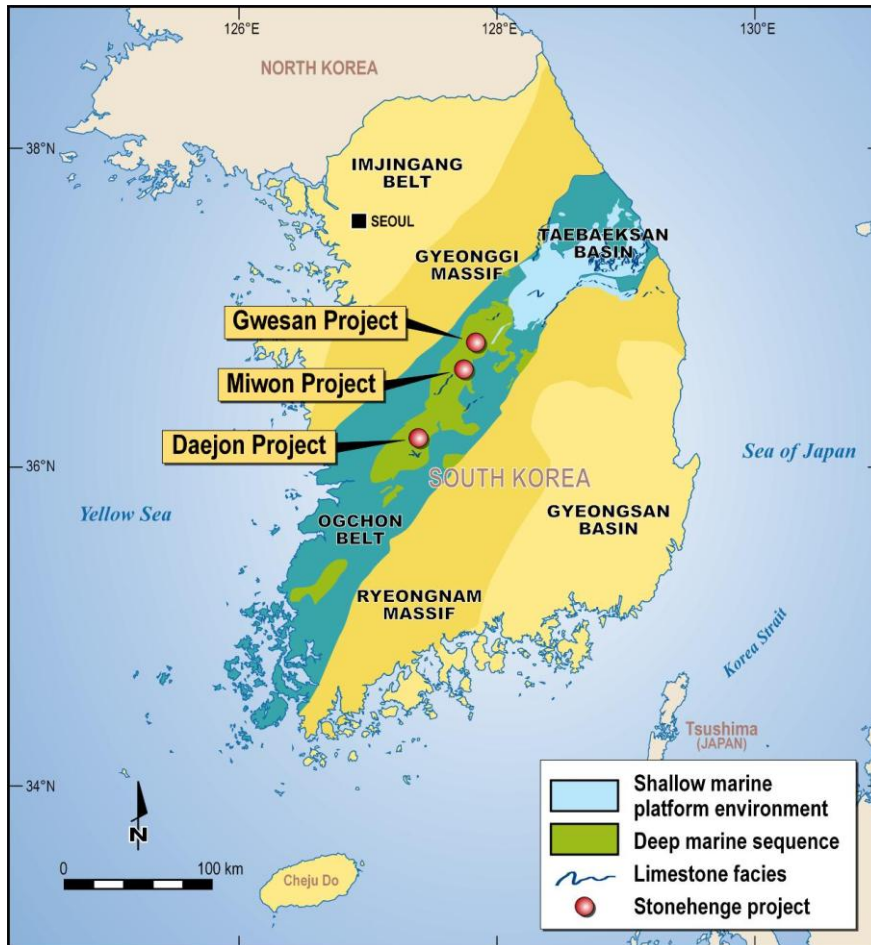 126°E
128°E
130°E
NORTH KOREA
38°N
IMJINGANG
BELT
SEOUL
TAEBAEKSAN
BASIN
GYEONGGI
MASSIF
Gwesan Project
Miwon Project
Daejon Project
36°N
Sea of Japan
SOUTH KOREA
Yellow Sea
GYEONGSAN
BASIN
OGCHON
BELT
RYEONGNAM
MASSIF
Korea Strait
Tsushima
(JAPAN)
34°N
N
0
100 km
Cheju Do
Shallow marine
platform environment
Deep marine sequence
Limestone facies
Stonehenge project